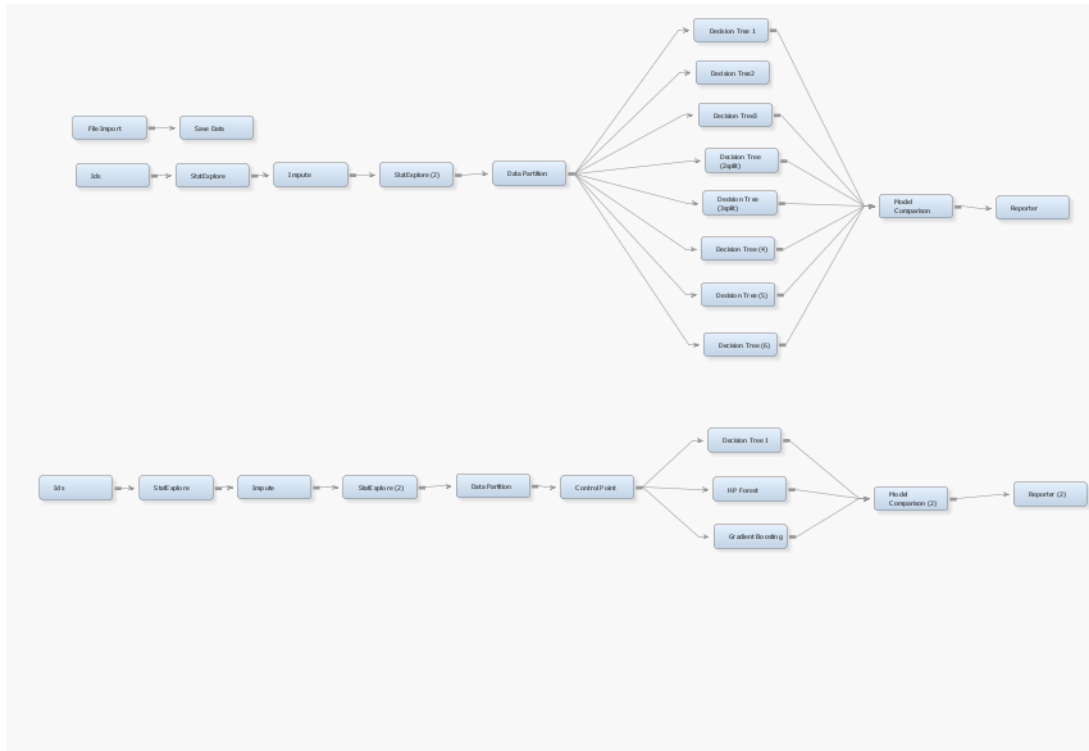 Decision Tree 1
Decision Tree2
Decision Tree3
File Import
Save Data
Decision Tree
(2split)
Ids
StatExplore
Impute
StatExplore (2)
Data Partition
Decision Tree
(3split)
Model
Comparison
Reporter
Decision Tree (4)
Decision Tree (5)
Decision Tree (6)
Decision Tree 1
Ids
StatExplore
Impute
StatExplore (2)
Data Partition
Control Point
HP Forest
Model
Comparison (2)
Reporter (2)
Gradient Boosting